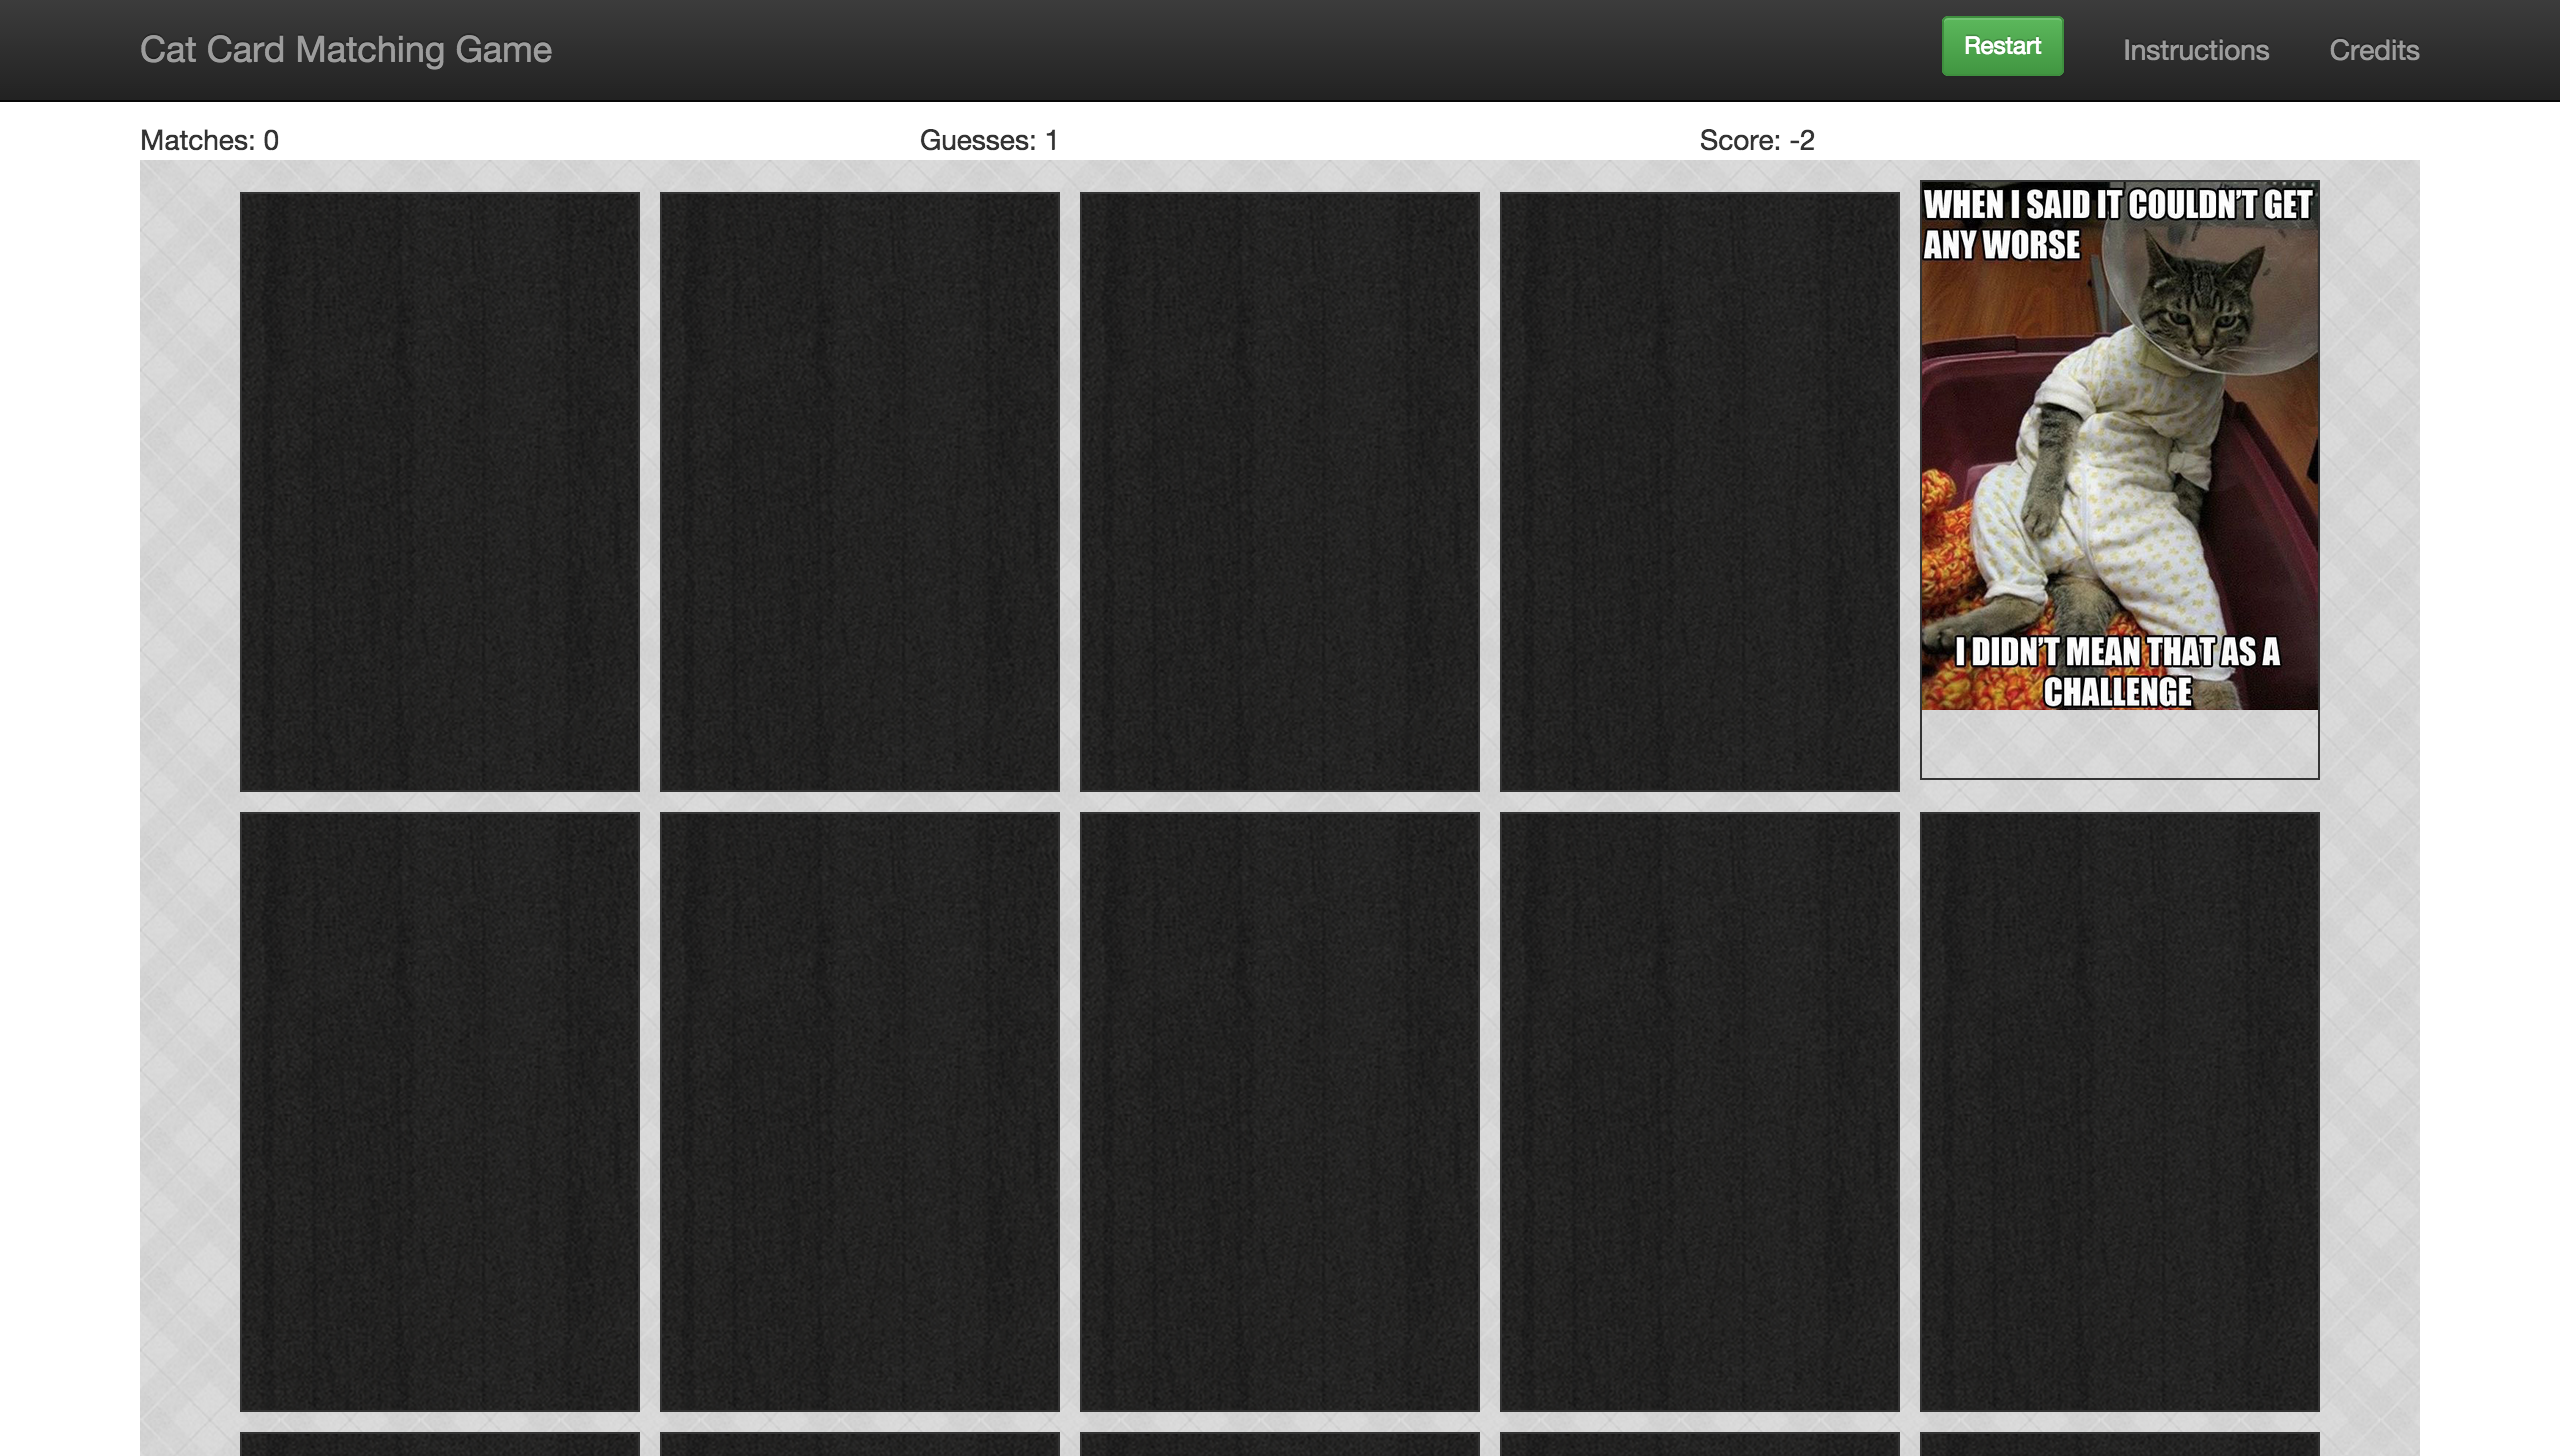 Cat Card Matching Game
Restart
Instructions
Credits
Matches: 0
Guesses: 1
Score: -2
WHEN I SAID IT COULDN'T GET
ANY WORSE
I DIDN'T MEAN THAT AS A
CHALLENGE